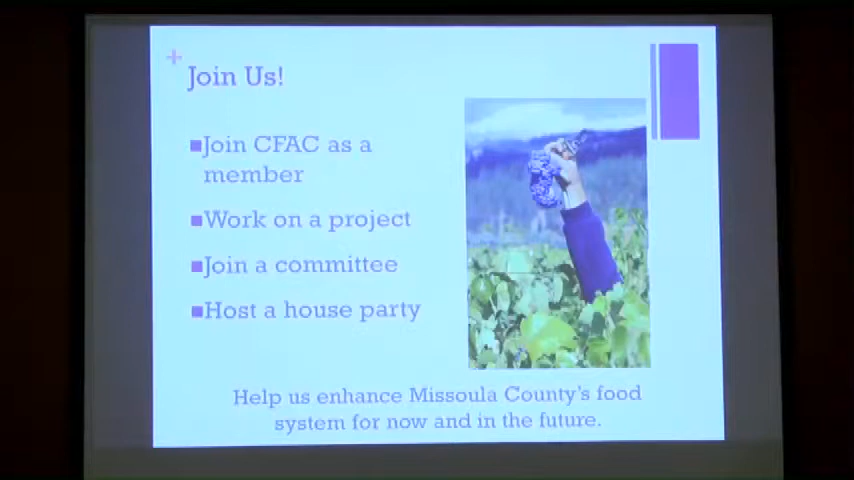 +
Join Us!
■Join CFAC as a
member
■Work on a project
■Join a committee
■Host a house party
Help us enhance Missoula County's food
system for now and in the future.